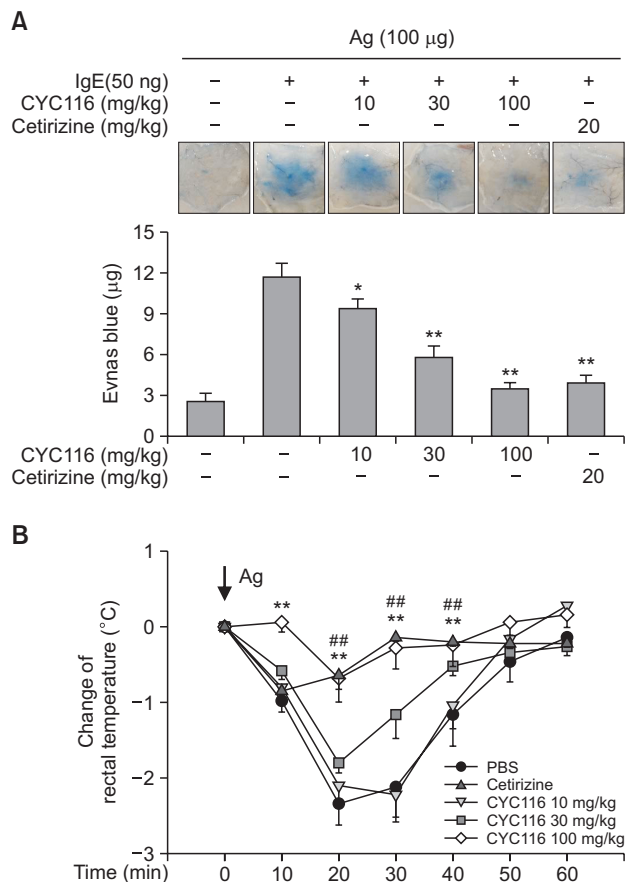 A
Ag (100 μg)
IgE(50 ng) – + + + + +
CYC116 (mg/kg) – – 10 30 100 –
Cetirizine (mg/kg) – – – – – 20
15
12
9
6
3
0
Evnas blue (μg)
* ** ** **
CYC116 (mg/kg) – – 10 30 100 –
Cetirizine (mg/kg) – – – – – 20
B
1
0
−1
−2
−3
Change of
rectal temperature (°C)
Ag
** ## ** ## ** ## **
PBS
Cetirizine
CYC116 10 mg/kg
CYC116 30 mg/kg
CYC116 100 mg/kg
Time (min) 0 10 20 30 40 50 60